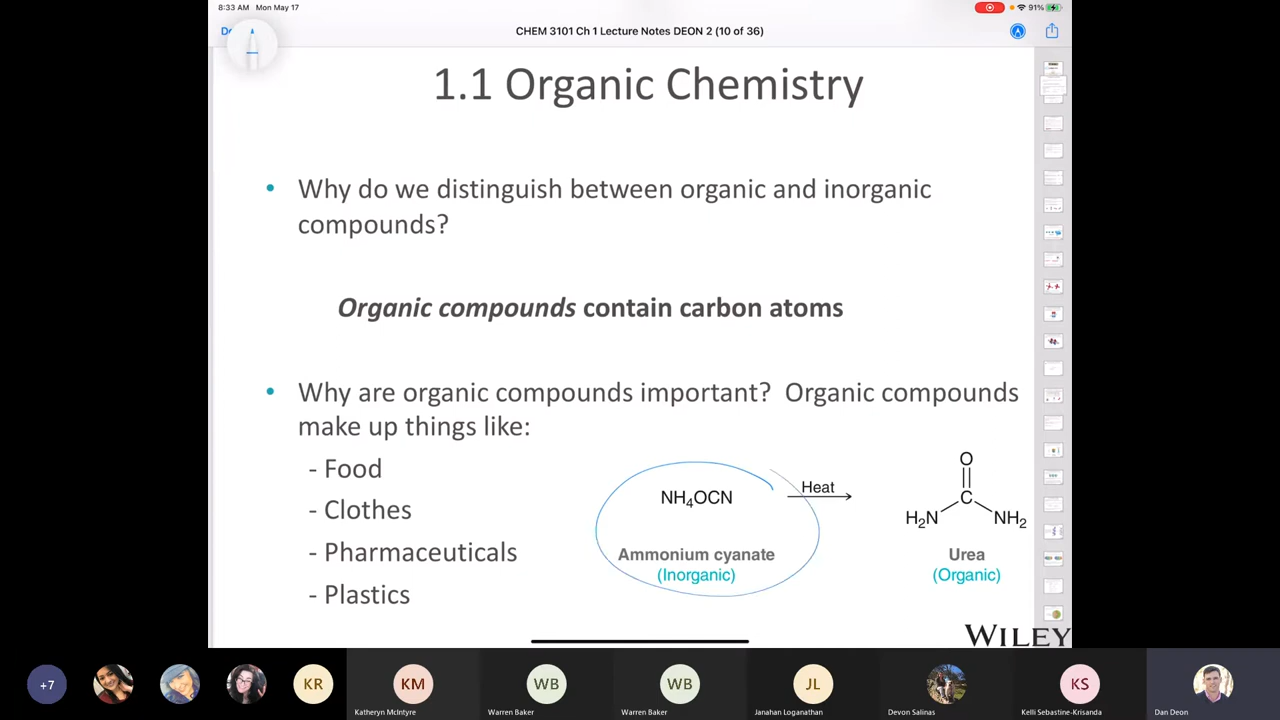 8:33 AM Mon May 17
91%
CHEM 3101 Ch 1 Lecture Notes DEON 2 (10 of 36)
1.1 Organic Chemistry
• Why do we distinguish between organic and inorganic
compounds?
Organic compounds contain carbon atoms
• Why are organic compounds important? Organic compounds
make up things like:
- Food
- Clothes
- Pharmaceuticals
- Plastics
NH₄OCN
Heat
O
C
H₂N
NH₂
Ammonium cyanate
(Inorganic)
Urea
(Organic)
WILEY
+7
KR
KM
WB
WB
JL
KS
Katheryn McIntyre
Warren Baker
Warren Baker
Janahan Loganathan
Devon Salinas
Kelli Sebastine-Krisanda
Dan Deon